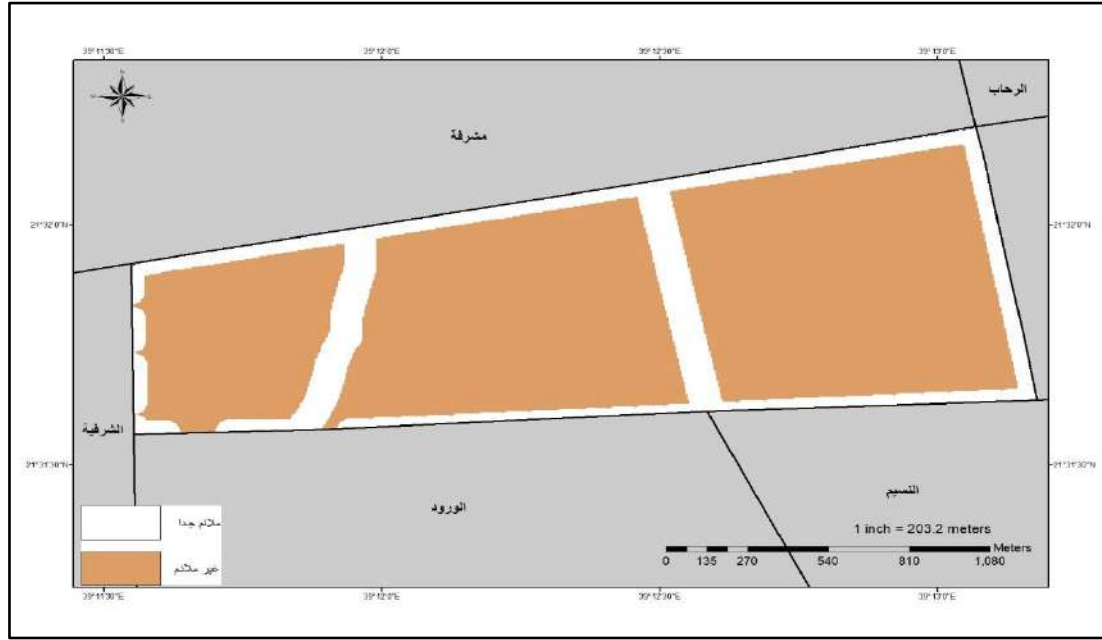 39°11'30"E 39°12'0"E 39°12'30"E 39°13'0"E
الرحاب
مشرفة
21°32'0"N 21°32'0"N
الشرفية
21°31'30"N 21°31'30"N
النسيم
الورود
ملائم جدا
غير ملائم
1 inch = 203.2 meters
Meters
0 135 270 540 810 1,080
39°11'30"E 39°12'0"E 39°12'30"E 39°13'0"E